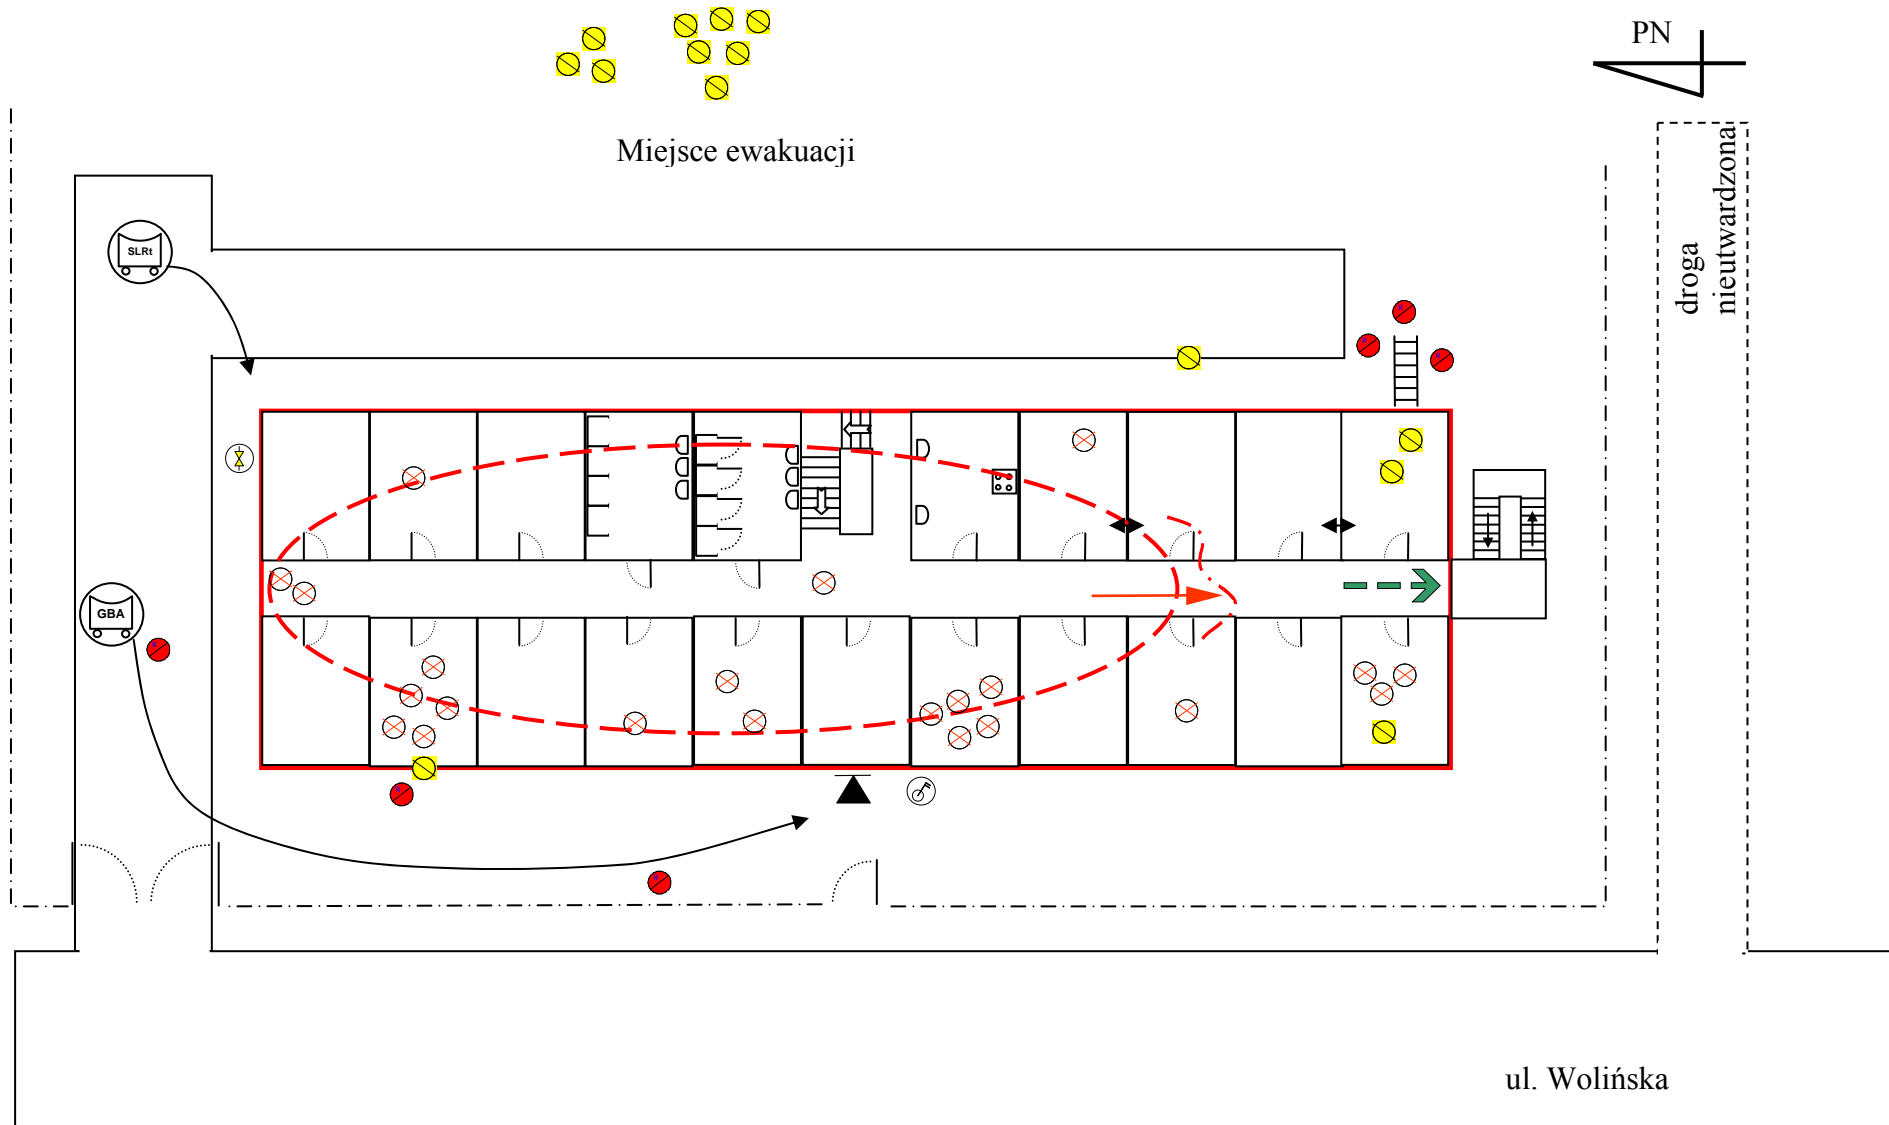 PN
Miejsce ewakuacji
droga
nieutwardzona
SLRt
GBA
ul. Wolińska